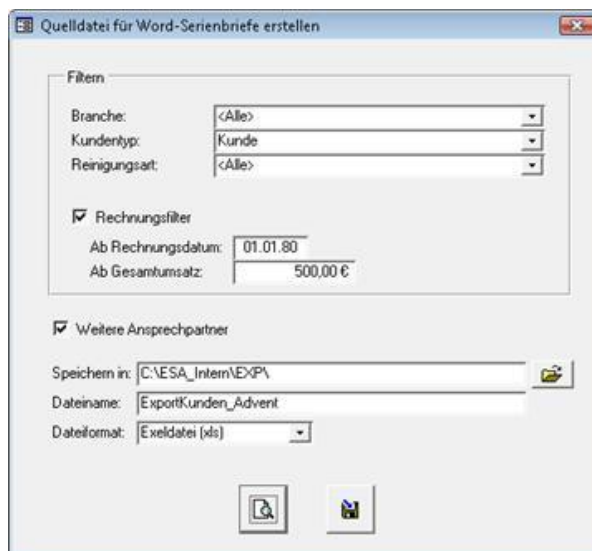 Quelldatei für Word-Serienbriefe erstellen
Filtern
Branche: <Alle>
Kundentyp: Kunde
Reinigungsart: <Alle>
Rechnungsfilter
Ab Rechnungsdatum: 01.01.80
Ab Gesamtumsatz: 500,00 €
Weitere Ansprechpartner
Speichern in: C:\ESA_Intern\EXP\
Dateiname: ExportKunden_Advent
Dateiformat: Exeldatei (xls)